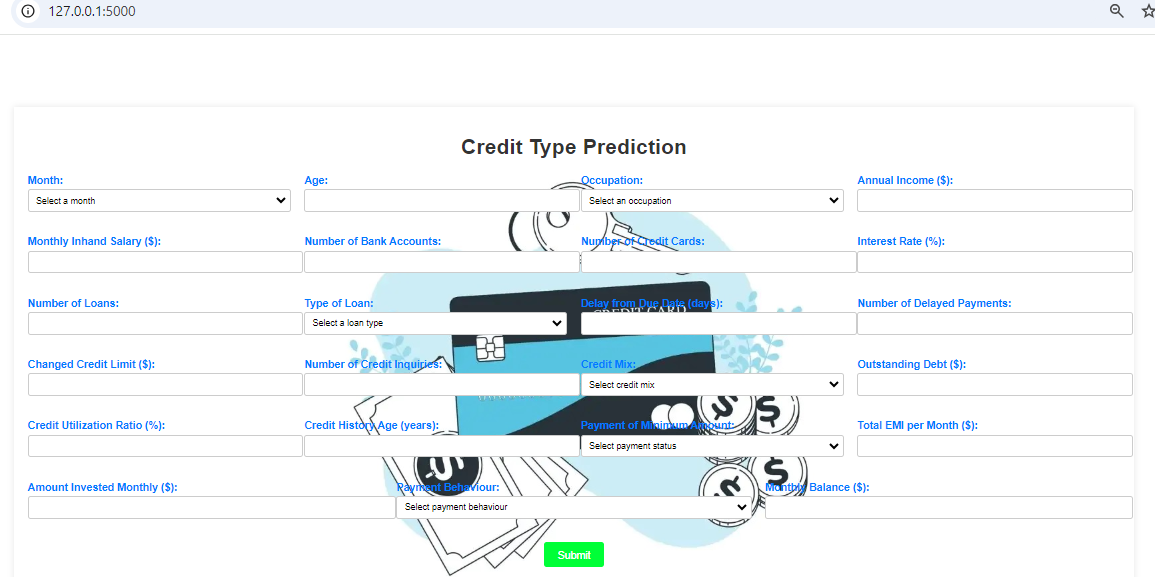 127.0.0.1:5000
Credit Type Prediction
Month: Age: Occupation: Annual Income ($):
Select a month Select an occupation
Monthly Inhand Salary ($): Number of Bank Accounts: Number of Credit Cards: Interest Rate (%):
Number of Loans: Type of Loan: Delay from Due Date (days): Number of Delayed Payments:
CREDIT CARD
Select a loan type
Changed Credit Limit ($): Number of Credit Inquiries: Credit Mix: Outstanding Debt ($):
Select credit mix
Credit Utilization Ratio (%): Credit History Age (years): Payment of Minimum Amount: Total EMI per Month ($):
Select payment status
Amount Invested Monthly ($): Payment Behaviour: Monthly Balance ($):
Select payment behaviour
Submit